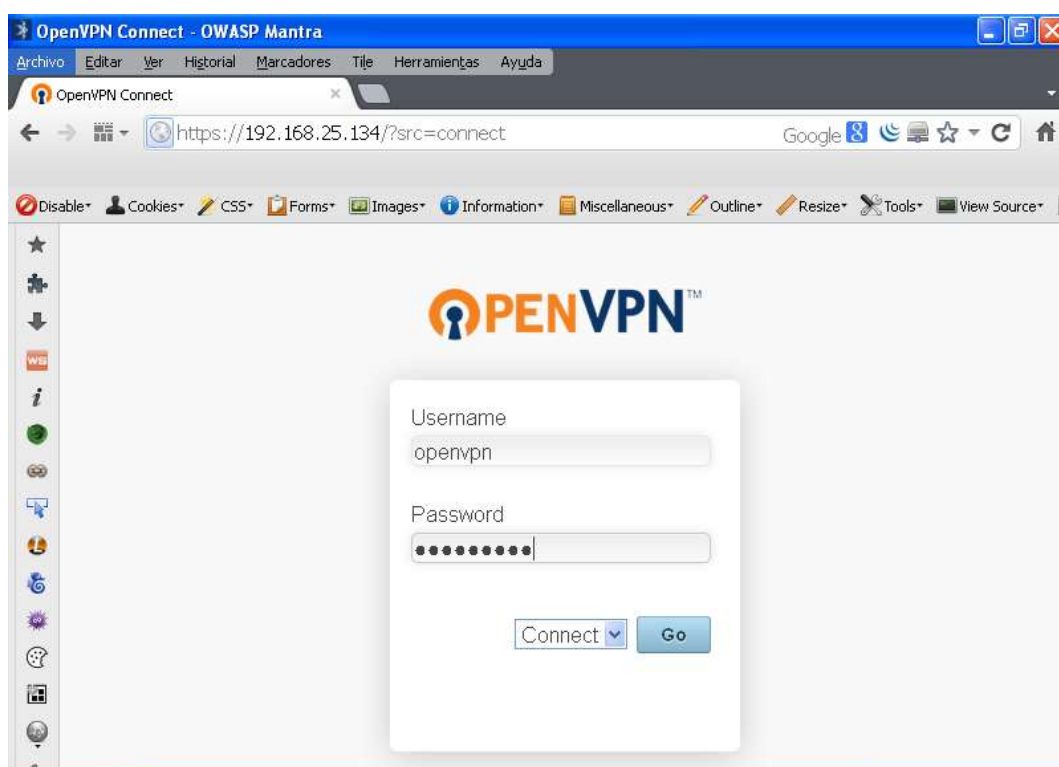 OpenVPN Connect - OWASP Mantra
Archivo Editar Ver Historial Marcadores Tile Herramientas Ayuda
OpenVPN Connect
https://192.168.25.134/?src=connect Google 8
Disable Cookies CSS Forms Images Information Miscellaneous Outline Resize Tools View Source
WS
i
OPENVPN™
Username
openvpn
Password
Connect Go